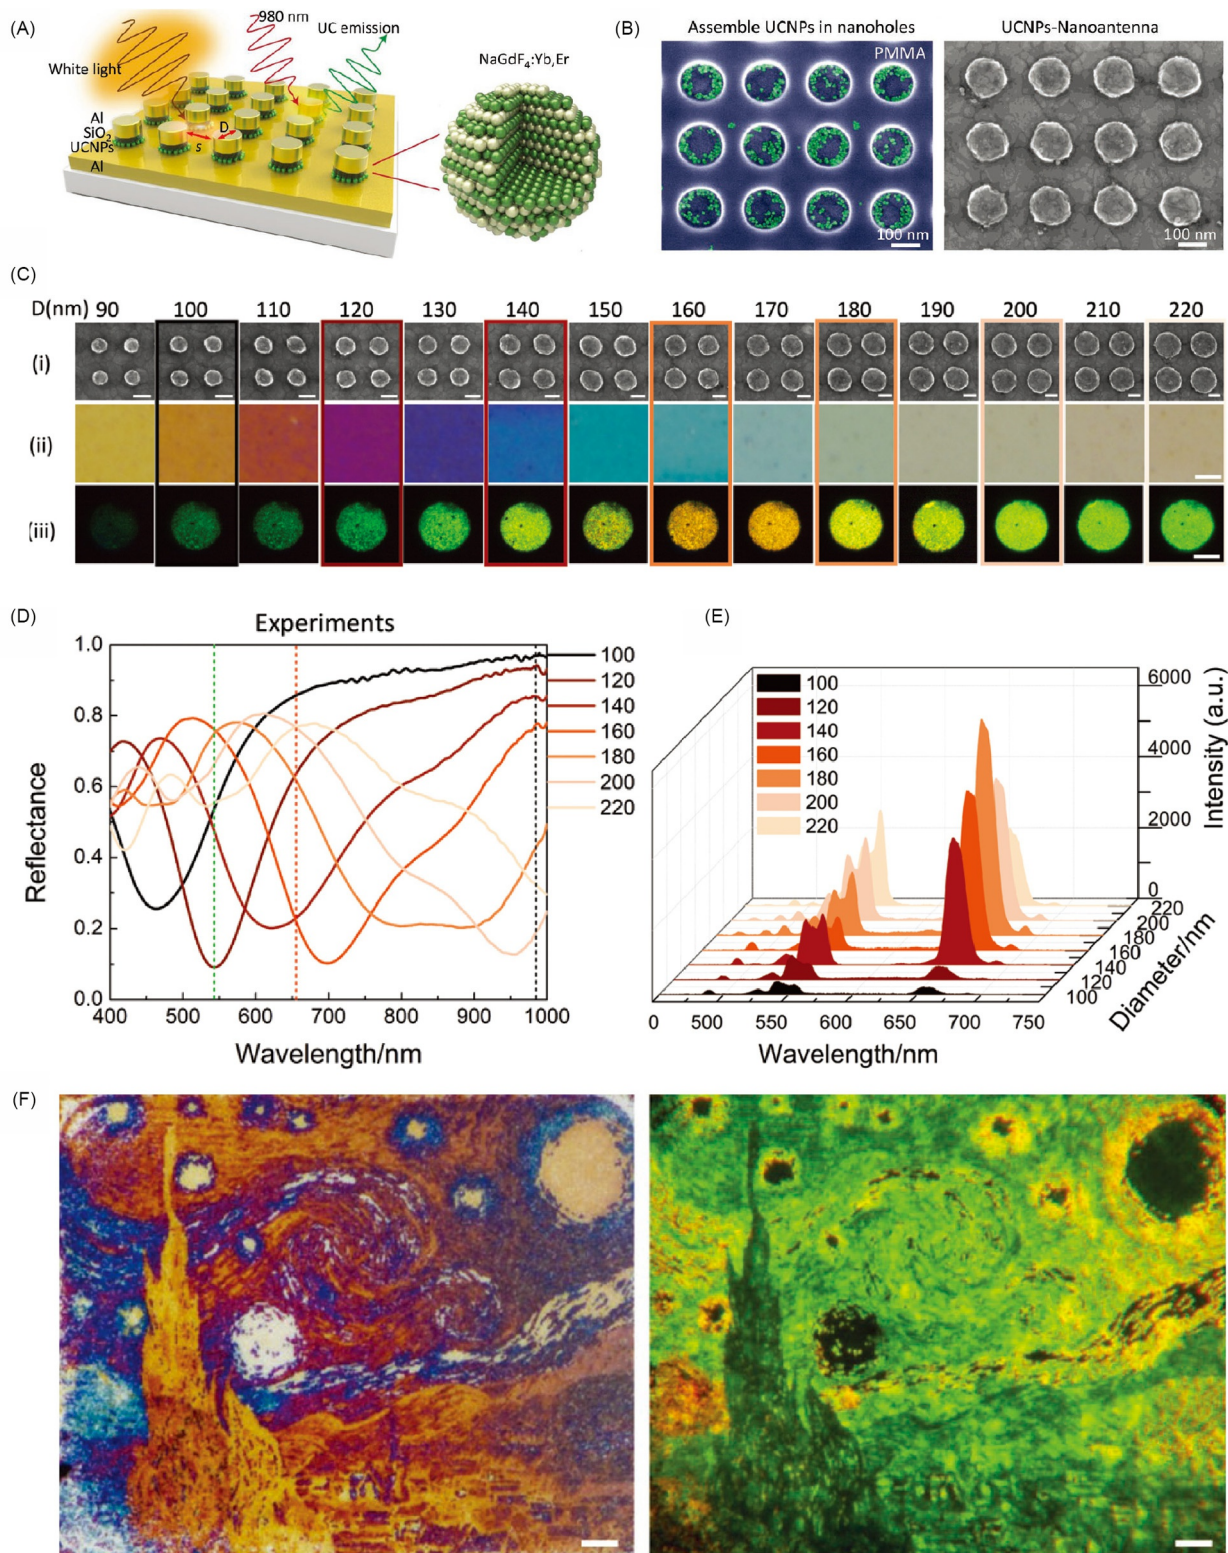 (A)
980 nm
UC emission
White light
NaGdF₄:Yb,Er
Al
SiO₂
UCNPs
Al
D
s
(B)
Assemble UCNPs in nanoholes
UCNPs-Nanoantenna
PMMA
100 nm
100 nm
(C)
D(nm) 90 100 110 120 130 140 150 160 170 180 190 200 210 220
(i)
(ii)
(iii)
(D)
Experiments
1.0
0.8
0.6
0.4
0.2
0.0
Reflectance
400 500 600 700 800 900 1000
Wavelength/nm
100
120
140
160
180
200
220
(E)
100
120
140
160
180
200
220
6000
4000
2000
0
Intensity (a.u.)
220
200
180
160
140
120
100
Diameter/nm
0 500 550 600 650 700 750
Wavelength/nm
(F)